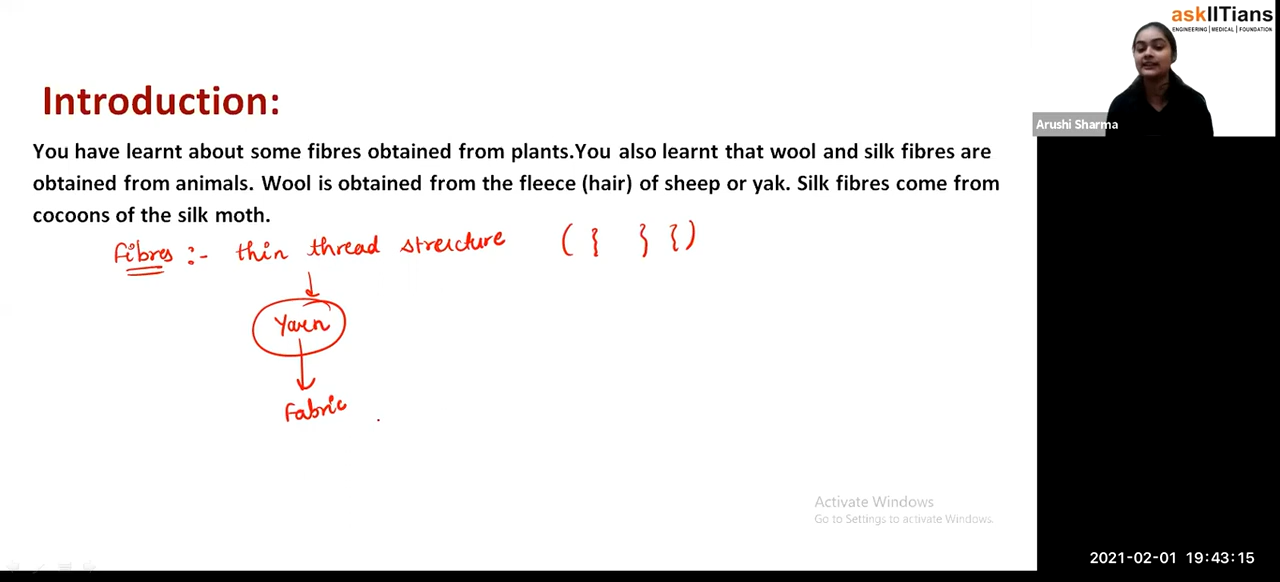 askIITians
ENGINEERING | MEDICAL | FOUNDATION
Introduction:
Arushi Sharma
You have learnt about some fibres obtained from plants.You also learnt that wool and silk fibres are
obtained from animals. Wool is obtained from the fleece (hair) of sheep or yak. Silk fibres come from
cocoons of the silk moth.
fibres :- thin thread structure ( { } { )
Yarn
Fabric
Activate Windows
Go to Settings to activate Windows.
2021-02-01 19:43:15